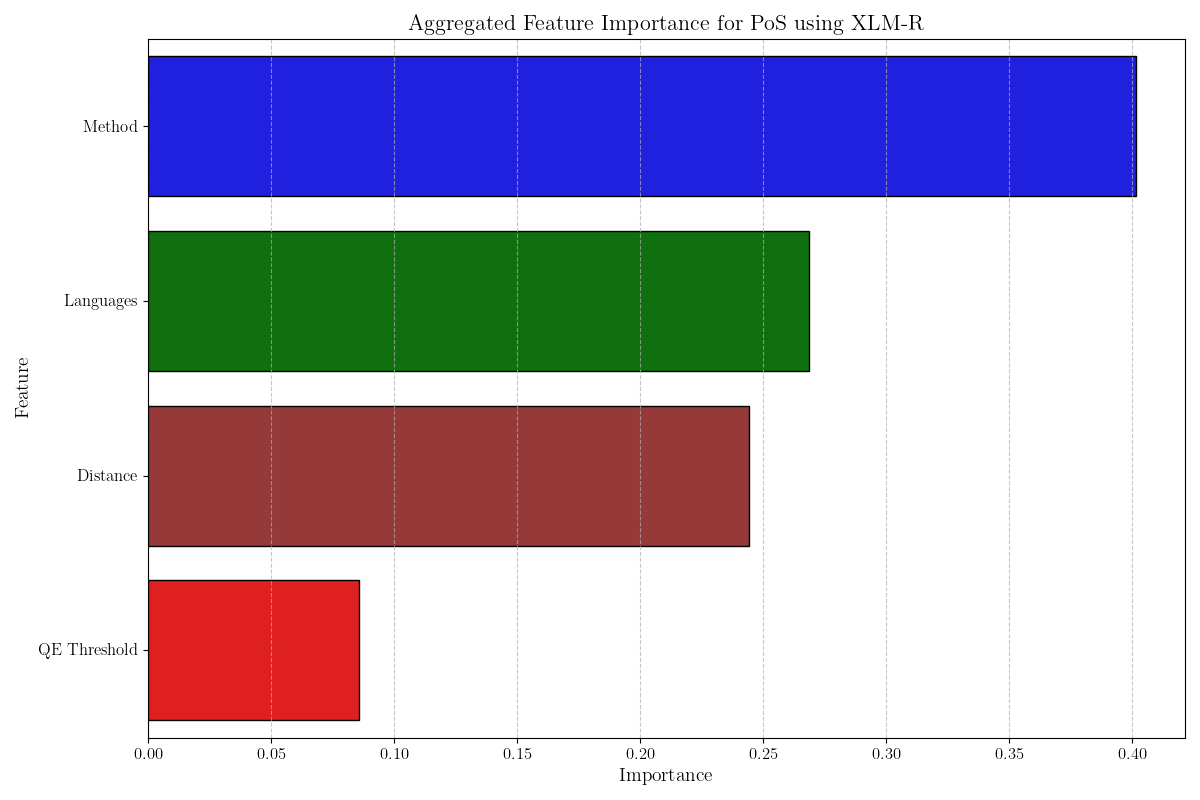 Aggregated Feature Importance for PoS using XLM-R
Method
Languages
Distance
QE Threshold
Feature
0.00 0.05 0.10 0.15 0.20 0.25 0.30 0.35 0.40
Importance